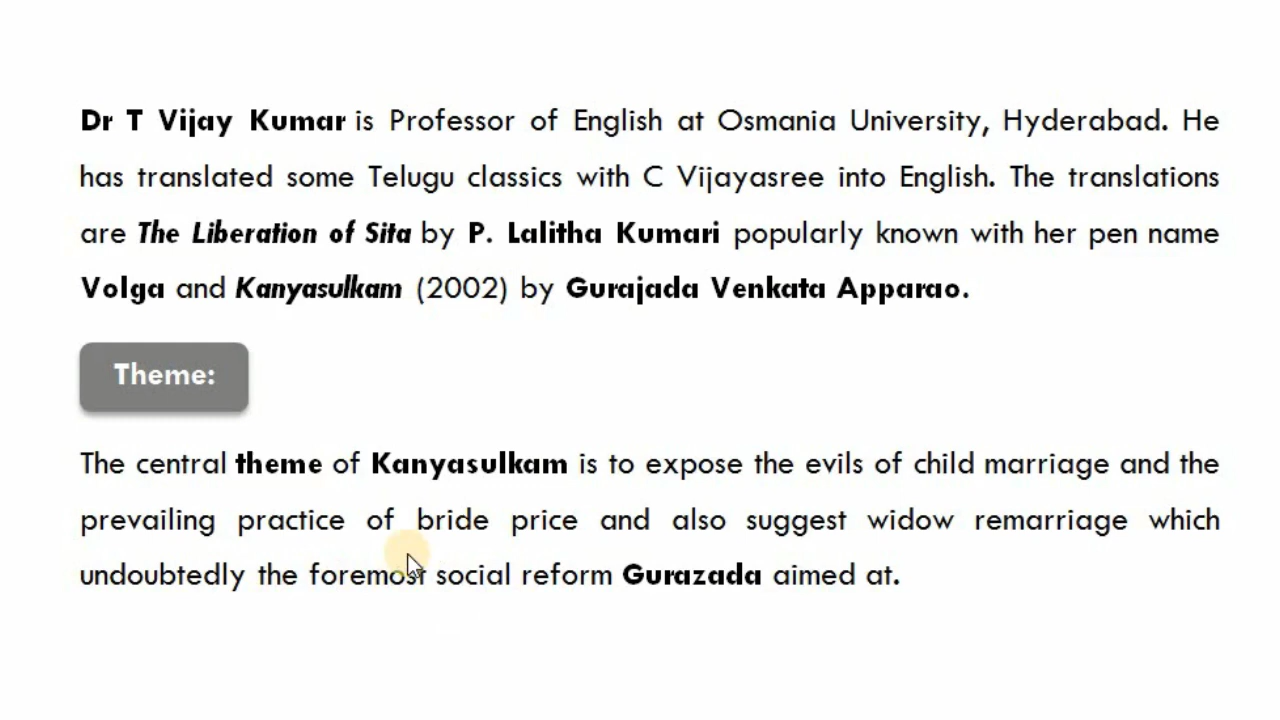 Dr T Vijay Kumar is Professor of English at Osmania University, Hyderabad. He
has translated some Telugu classics with C Vijayasree into English. The translations
are The Liberation of Sita by P. Lalitha Kumari popularly known with her pen name
Volga and Kanyasulkam (2002) by Gurajada Venkata Apparao.
Theme:
The central theme of Kanyasulkam is to expose the evils of child marriage and the
prevailing practice of bride price and also suggest widow remarriage which
undoubtedly the foremost social reform Gurazada aimed at.